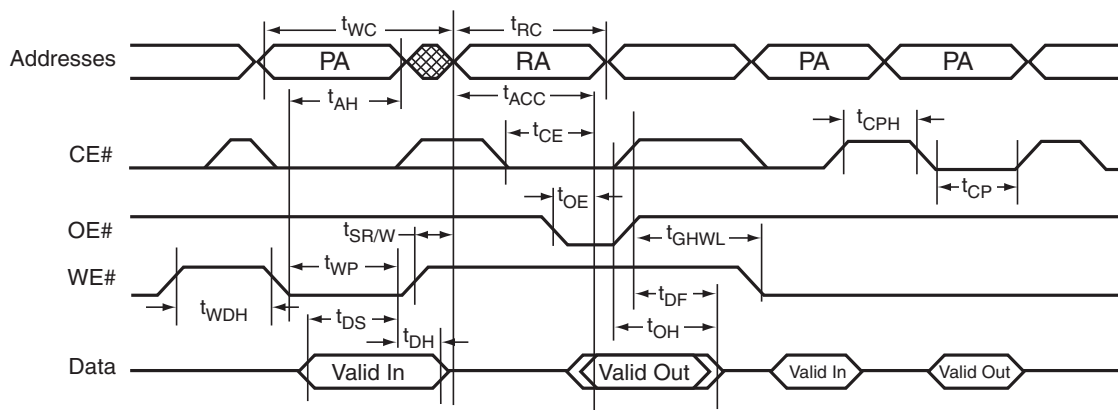 tWC tRC
Addresses PA RA PA PA
tAH tACC
tCE tCPH
CE#
tOE tCP
OE#
tSR/W tGHWL
WE# tWP
tWDH tDS tDF
tDH tOH
Data Valid In Valid Out Valid In Valid Out